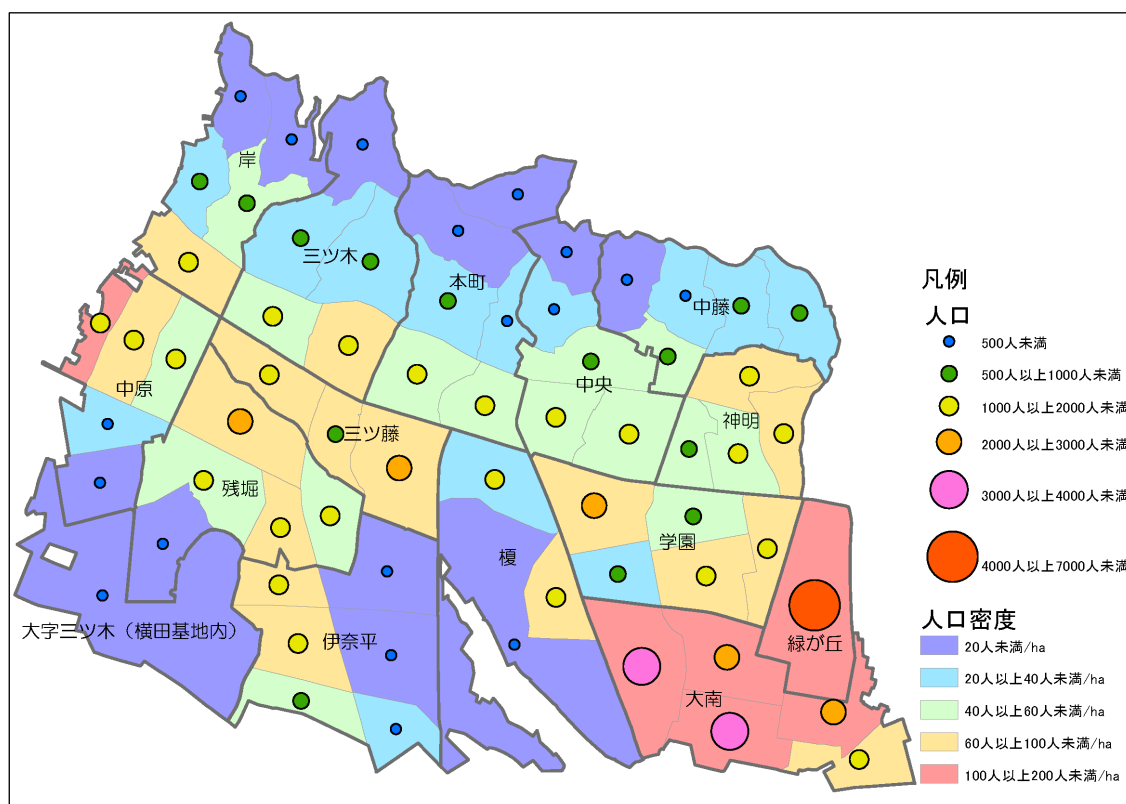 岸
三ツ木
本町
中藤
中原
中央
神明
三ツ藤
残堀
学園
榎
大字三ツ木（横田基地内）
伊奈平
緑が丘
大南
凡例
人口
500人未満
500人以上1000人未満
1000人以上2000人未満
2000人以上3000人未満
3000人以上4000人未満
4000人以上7000人未満
人口密度
20人未満/ha
20人以上40人未満/ha
40人以上60人未満/ha
60人以上100人未満/ha
100人以上200人未満/ha